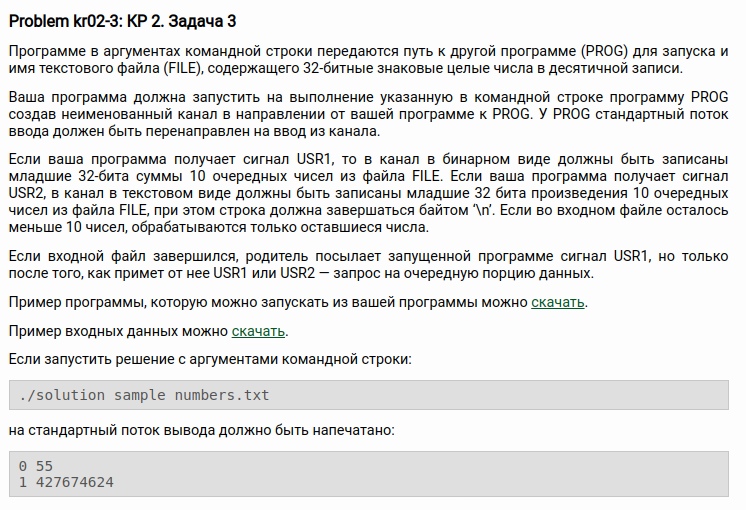 Problem kr02-3: КР 2. Задача 3
Программе в аргументах командной строки передаются путь к другой программе (PROG) для запуска и
имя текстового файла (FILE), содержащего 32-битные знаковые целые числа в десятичной записи.
Ваша программа должна запустить на выполнение указанную в командной строке программу PROG
создав неименованный канал в направлении от вашей программе к PROG. У PROG стандартный поток
ввода должен быть перенаправлен на ввод из канала.
Если ваша программа получает сигнал USR1, то в канал в бинарном виде должны быть записаны
младшие 32-бита суммы 10 очередных чисел из файла FILE. Если ваша программа получает сигнал
USR2, в канал в текстовом виде должны быть записаны младшие 32 бита произведения 10 очередных
чисел из файла FILE, при этом строка должна завершаться байтом ‘\n’. Если во входном файле осталось
меньше 10 чисел, обрабатываются только оставшиеся числа.
Если входной файл завершился, родитель посылает запущенной программе сигнал USR1, но только
после того, как примет от нее USR1 или USR2 — запрос на очередную порцию данных.
Пример программы, которую можно запускать из вашей программы можно скачать.
Пример входных данных можно скачать.
Если запустить решение с аргументами командной строки:
./solution sample numbers.txt
на стандартный поток вывода должно быть напечатано:
0 55
1 427674624